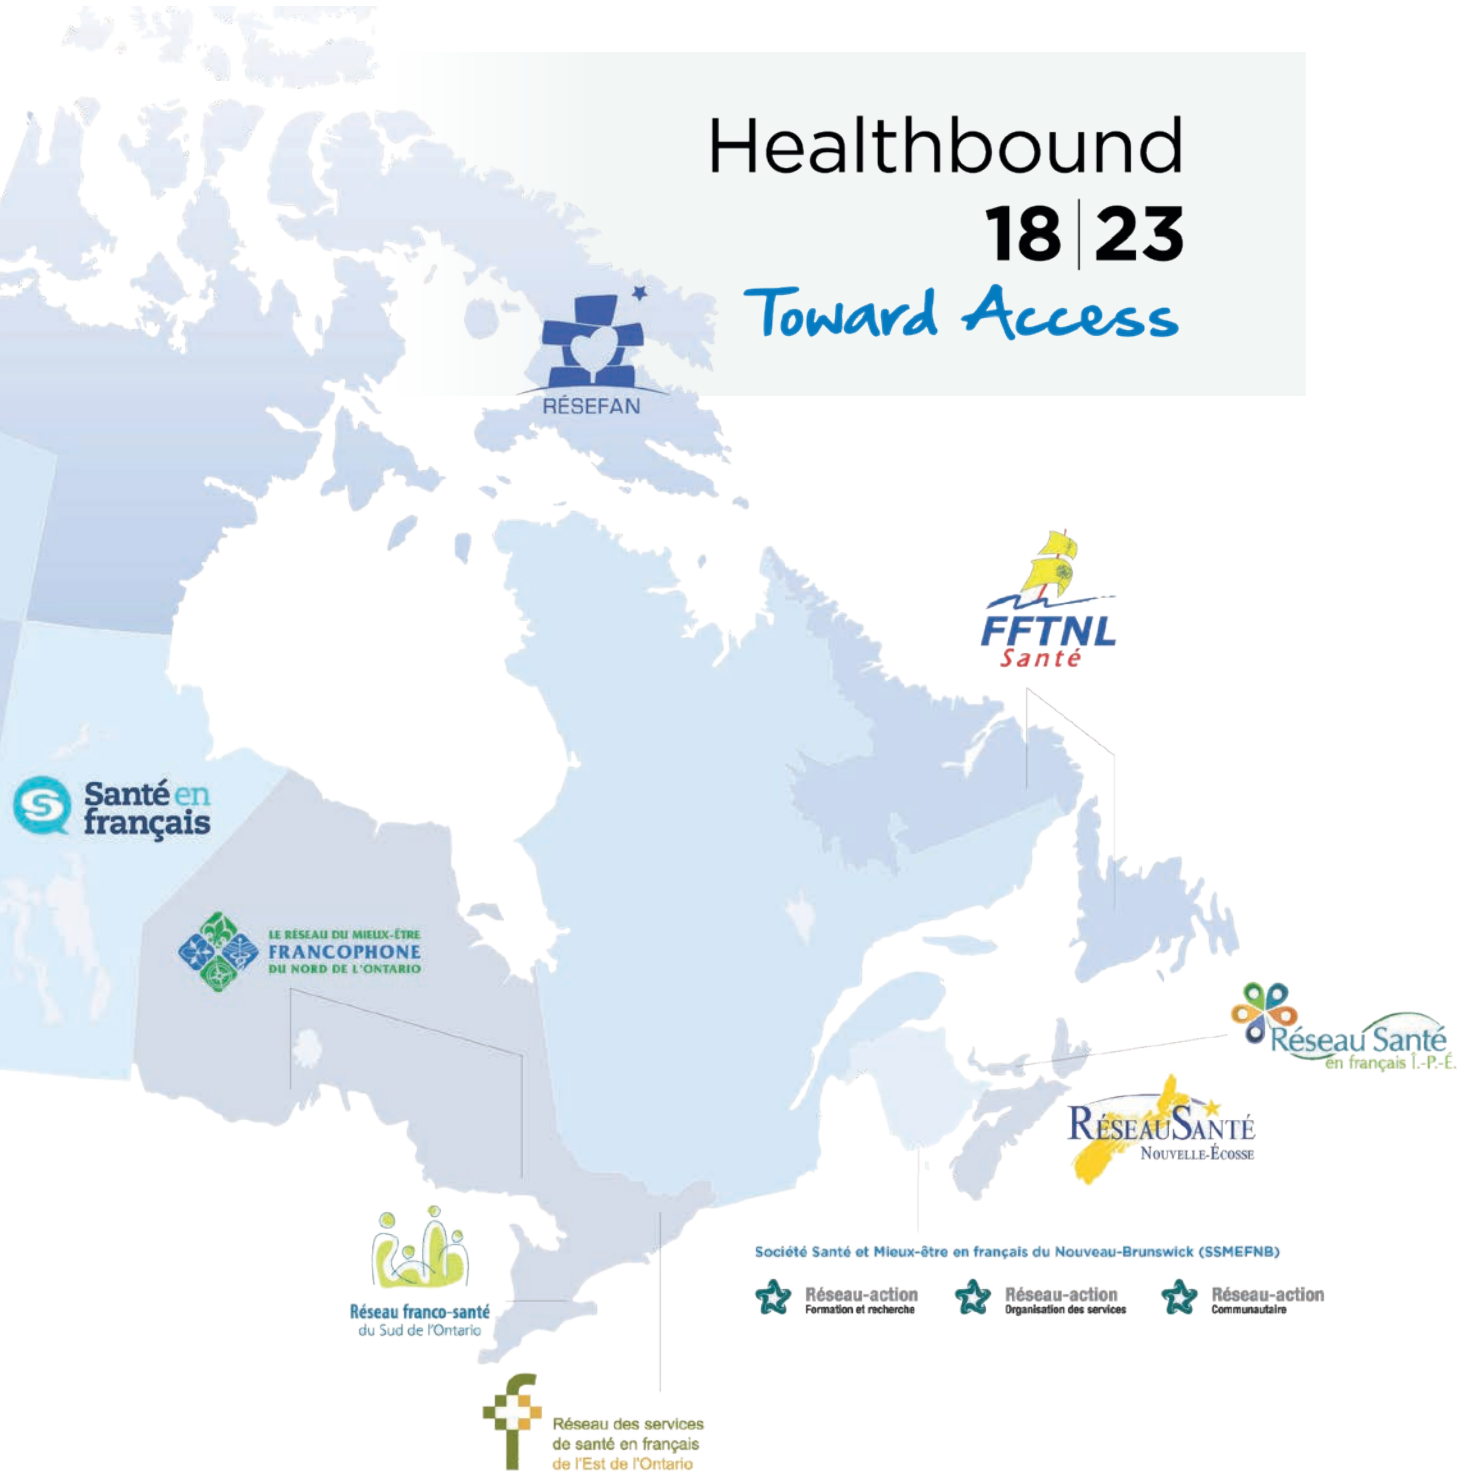 Healthbound
18|23
Toward Access
RÉSEFAN
FFTNL
Santé
Santé en
français
LE RÉSEAU DU MIEUX-ÊTRE
FRANCOPHONE
DU NORD DE L'ONTARIO
Réseau Santé
en français Î.-P.-É.
RÉSEAU SANTÉ
NOUVELLE-ÉCOSSE
Société Santé et Mieux-être en français du Nouveau-Brunswick (SSMEFNB)
Réseau-action
Formation et recherche
Réseau-action
Organisation des services
Réseau-action
Communautaire
Réseau franco-santé
du Sud de l'Ontario
Réseau des services
de santé en français
de l'Est de l'Ontario